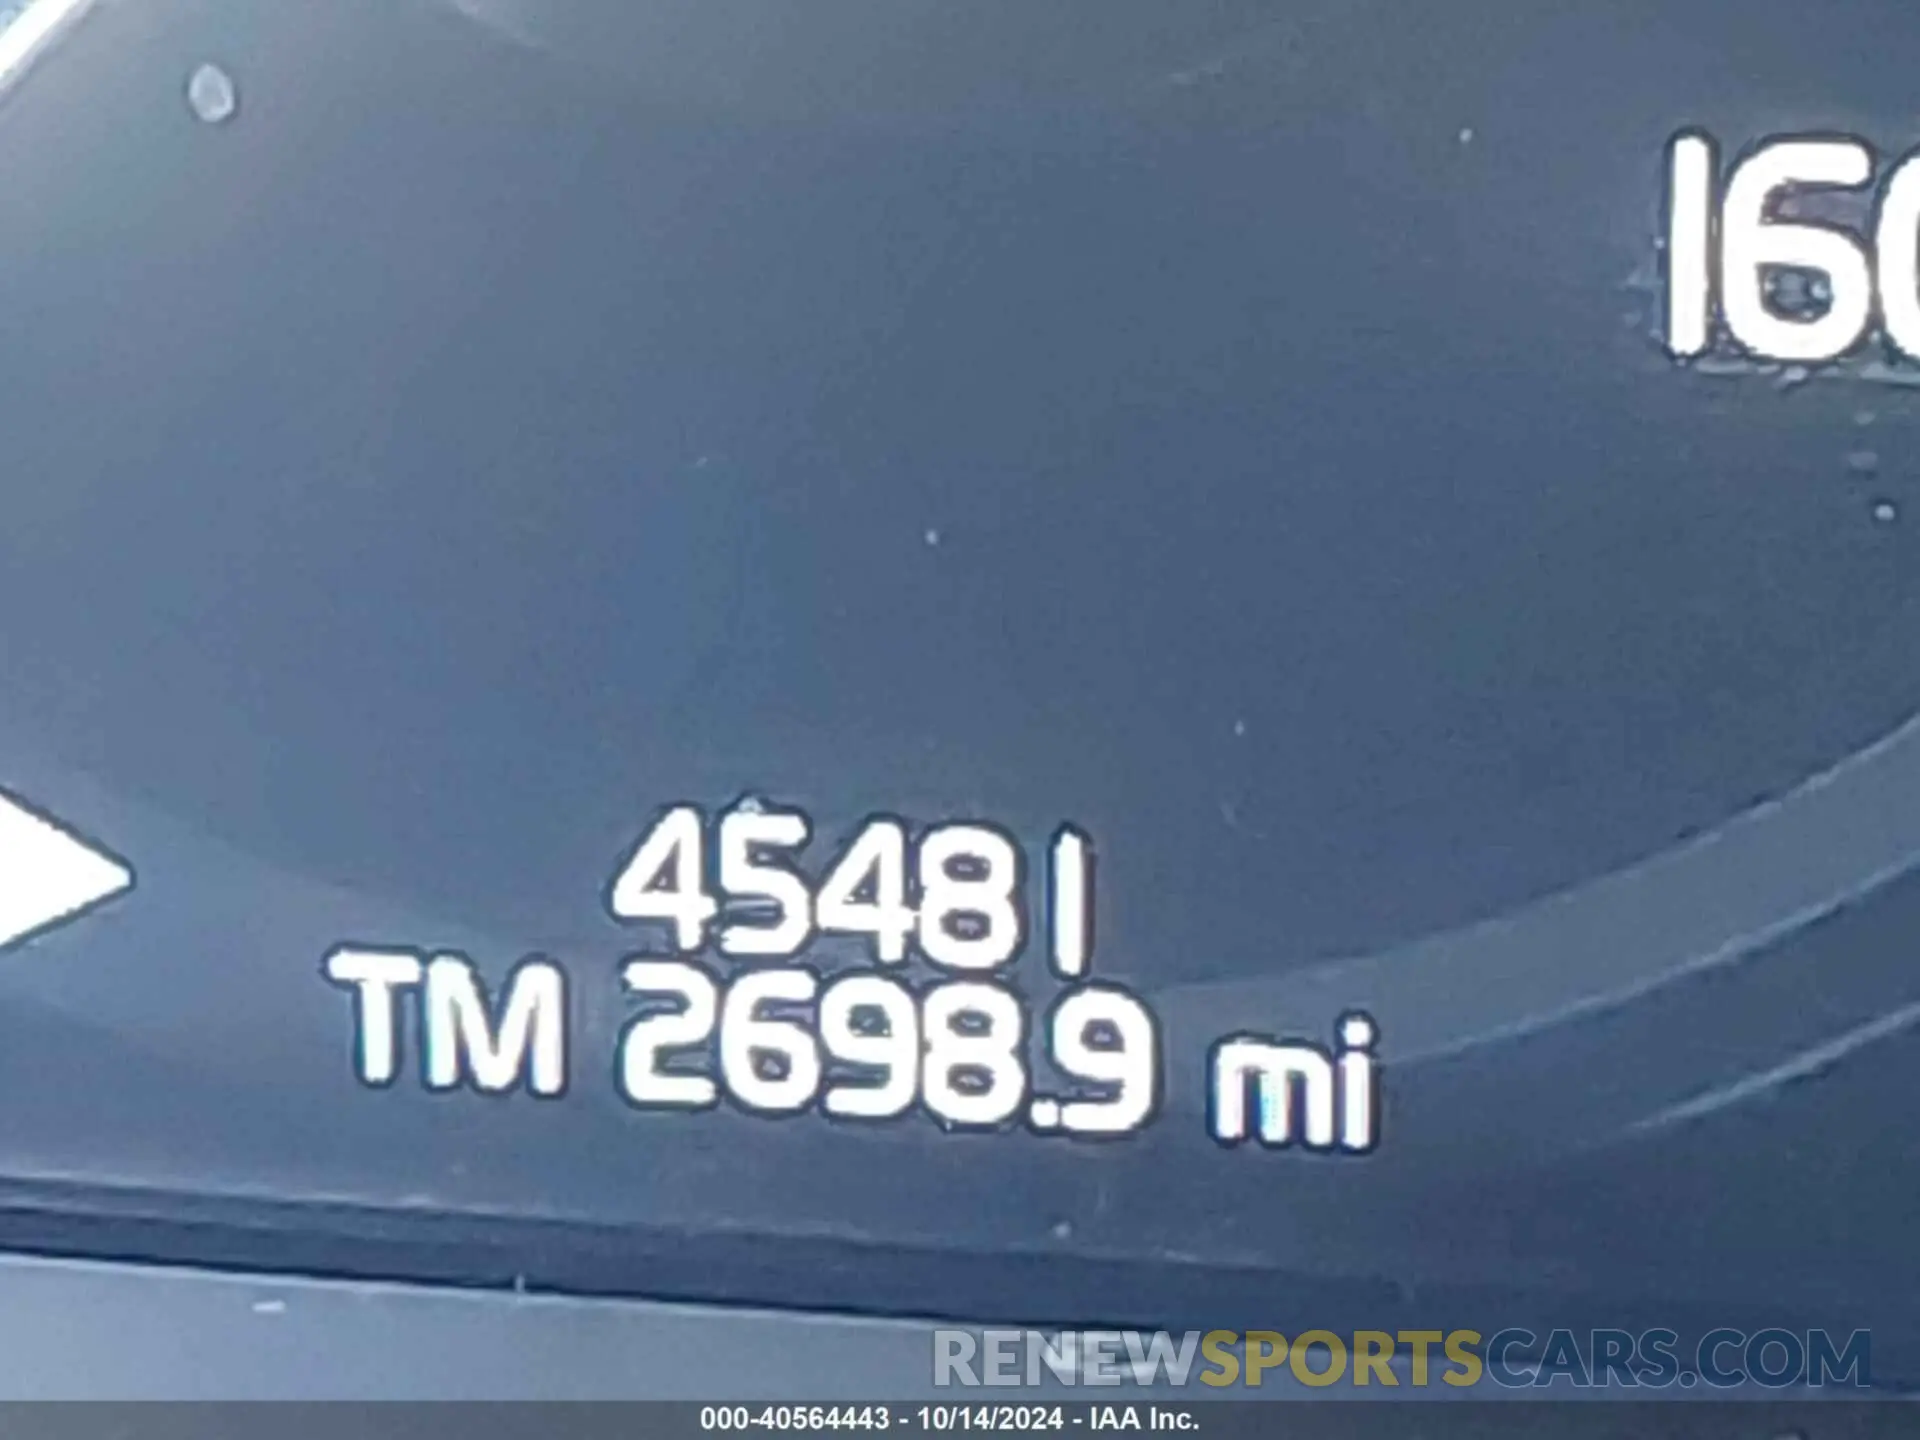 160
45481
TM 2698.9 mi
RENEWSPORTSCARS.COM
000-40564443 - 10/14/2024 - IAA Inc.